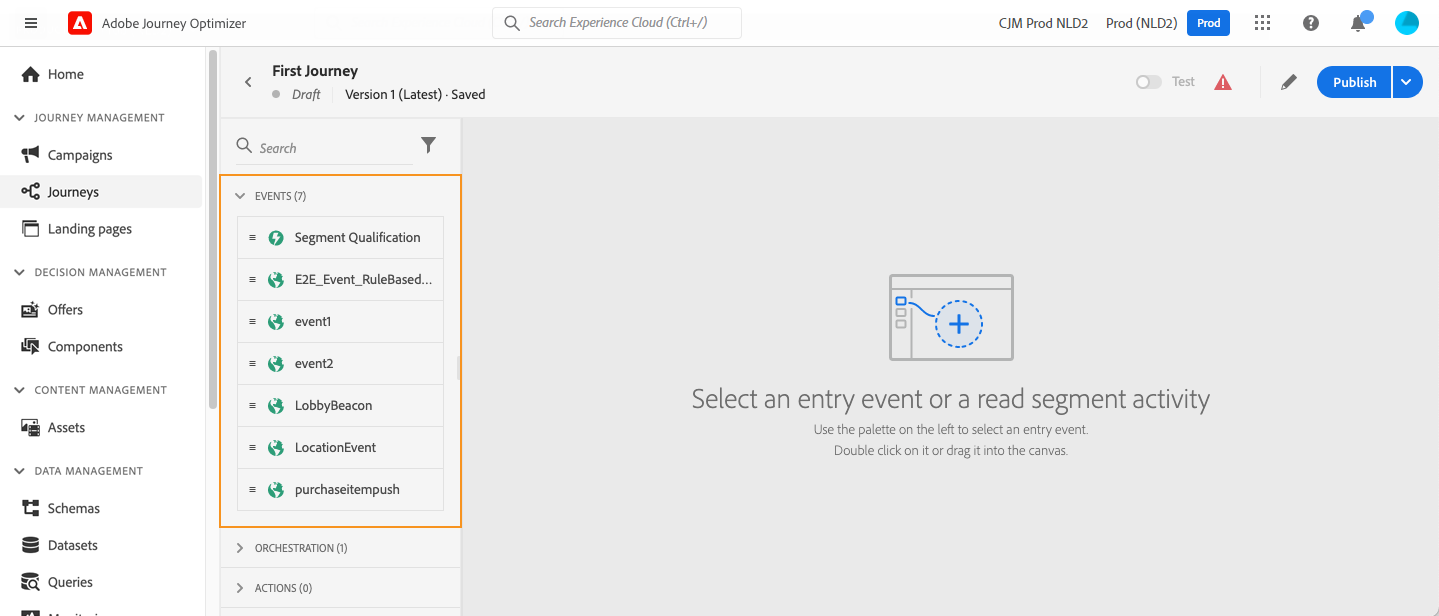 Adobe Journey Optimizer
Search Experience Cloud (Ctrl+/)
CJM Prod NLD2
Prod (NLD2)
Prod
Home
JOURNEY MANAGEMENT
Campaigns
Journeys
Landing pages
DECISION MANAGEMENT
Offers
Components
CONTENT MANAGEMENT
Assets
DATA MANAGEMENT
Schemas
Datasets
Queries
First Journey
Draft
Version 1 (Latest) · Saved
Test
Publish
Search
EVENTS (7)
Segment Qualification
E2E_Event_RuleBased...
event1
event2
LobbyBeacon
LocationEvent
purchaseitempush
ORCHESTRATION (1)
ACTIONS (0)
Select an entry event or a read segment activity
Use the palette on the left to select an entry event.
Double click on it or drag it into the canvas.